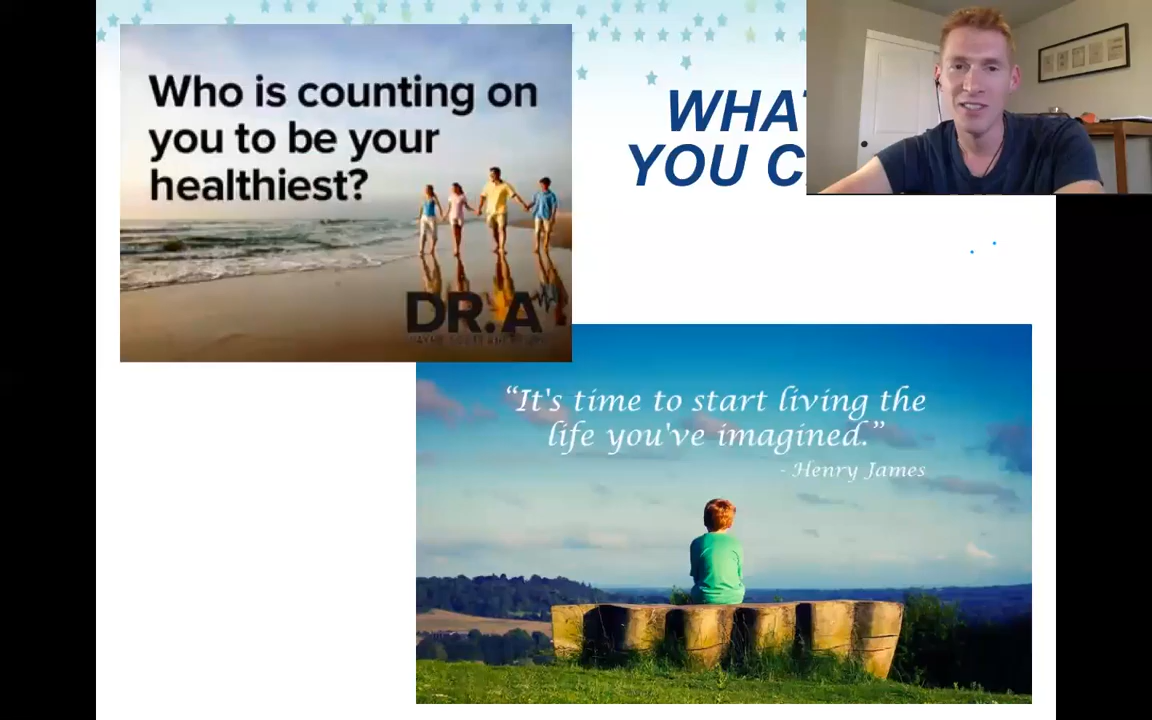 Who is counting on
you to be your
healthiest?
DR.A
WHAT
YOU C
“It's time to start living the
life you've imagined.”
- Henry James